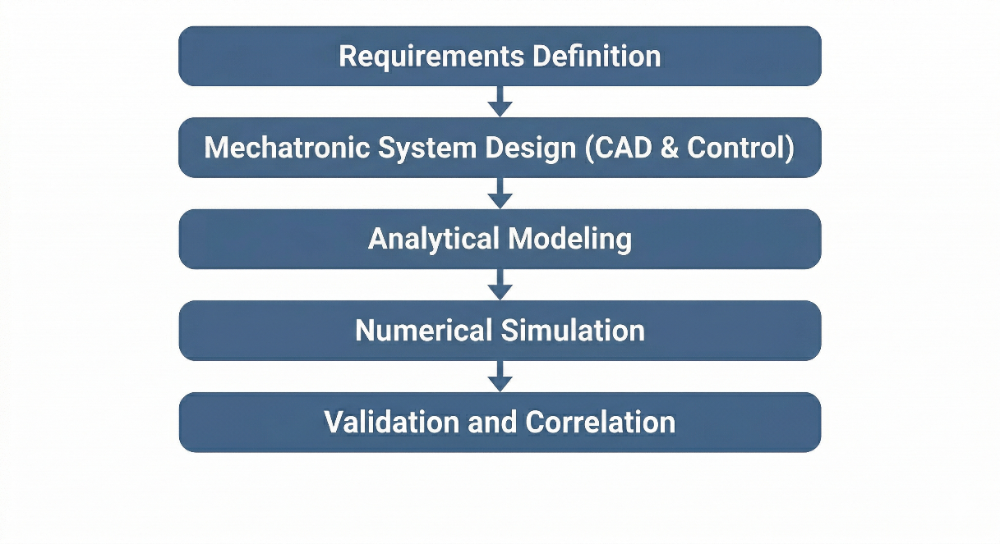 Requirements Definition
Mechatronic System Design (CAD & Control)
Analytical Modeling
Numerical Simulation
Validation and Correlation